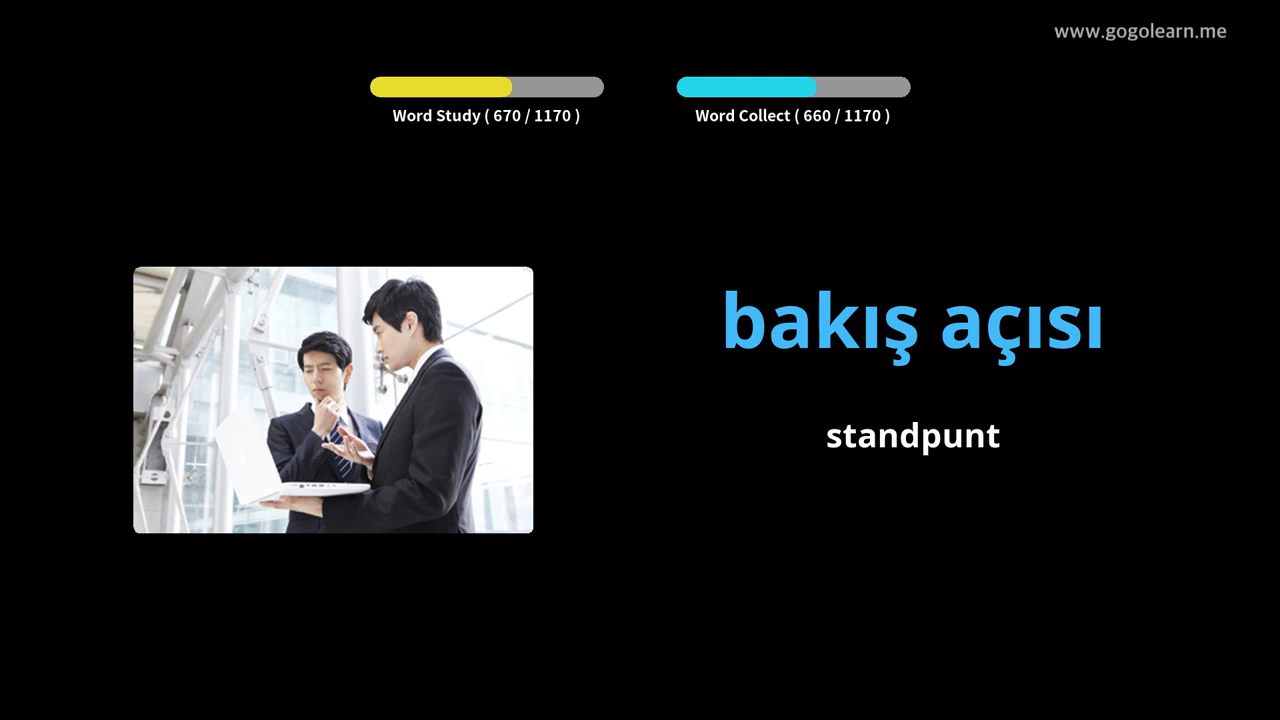 www.gogolearn.me
Word Study ( 670 / 1170 )
Word Collect ( 660 / 1170 )
bakış açısı
standpunt